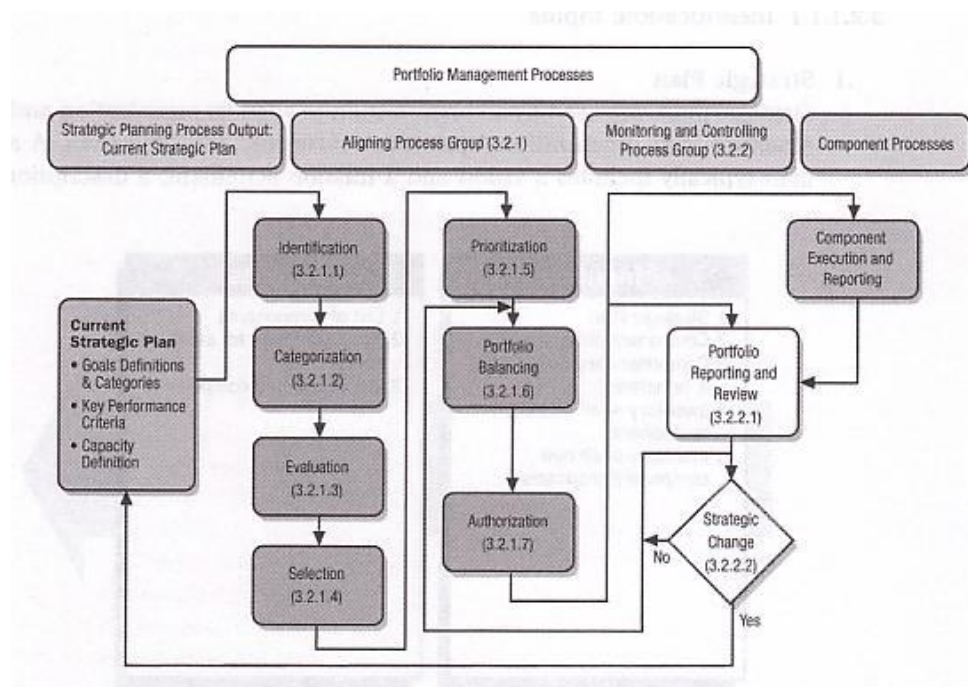 Portfolio Management Processes
Strategic Planning Process Output:
Current Strategic Plan
Aligning Process Group (3.2.1)
Monitoring and Controlling
Process Group (3.2.2)
Component Processes
Identification
(3.2.1.1)
Categorization
(3.2.1.2)
Evaluation
(3.2.1.3)
Selection
(3.2.1.4)
Prioritization
(3.2.1.5)
Portfolio
Balancing
(3.2.1.6)
Authorization
(3.2.1.7)
Component
Execution and
Reporting
Portfolio
Reporting and
Review
(3.2.2.1)
Strategic
Change
(3.2.2.2)
No
Yes
Current
Strategic Plan
• Goals Definitions
& Categories
• Key Performance
Criteria
• Capacity
Definition